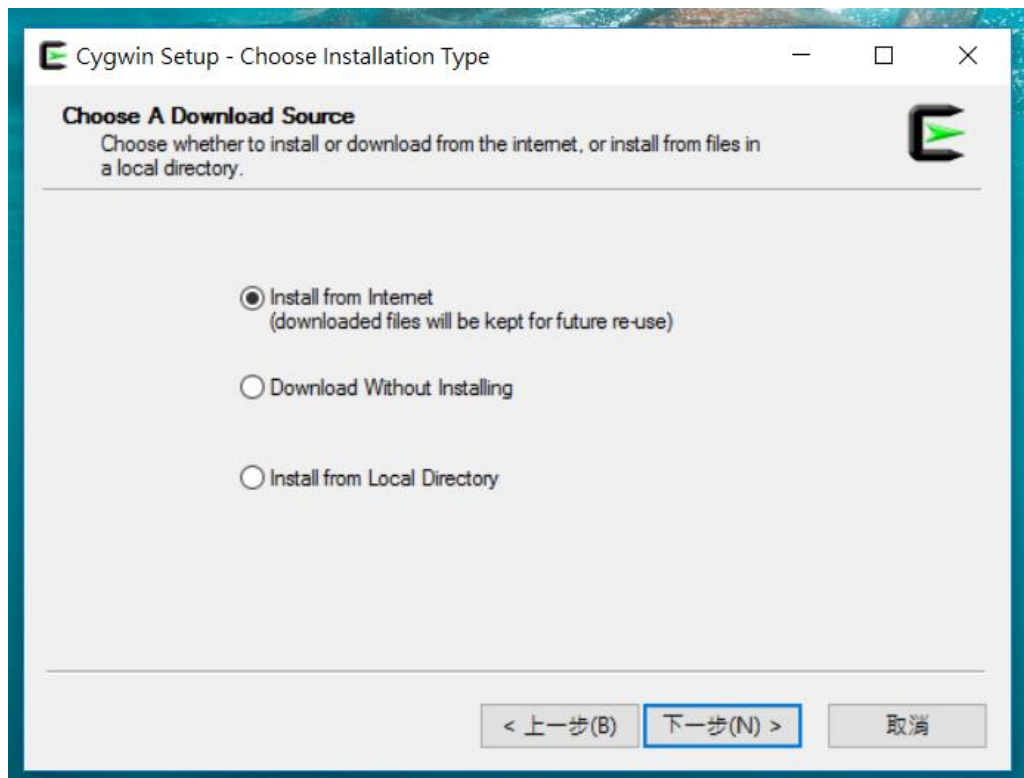 Cygwin Setup - Choose Installation Type
Choose A Download Source
Choose whether to install or download from the internet, or install from files in
a local directory.
Install from Internet
(downloaded files will be kept for future re-use)
Download Without Installing
Install from Local Directory
< 上一步(B)
下一步(N) >
取消